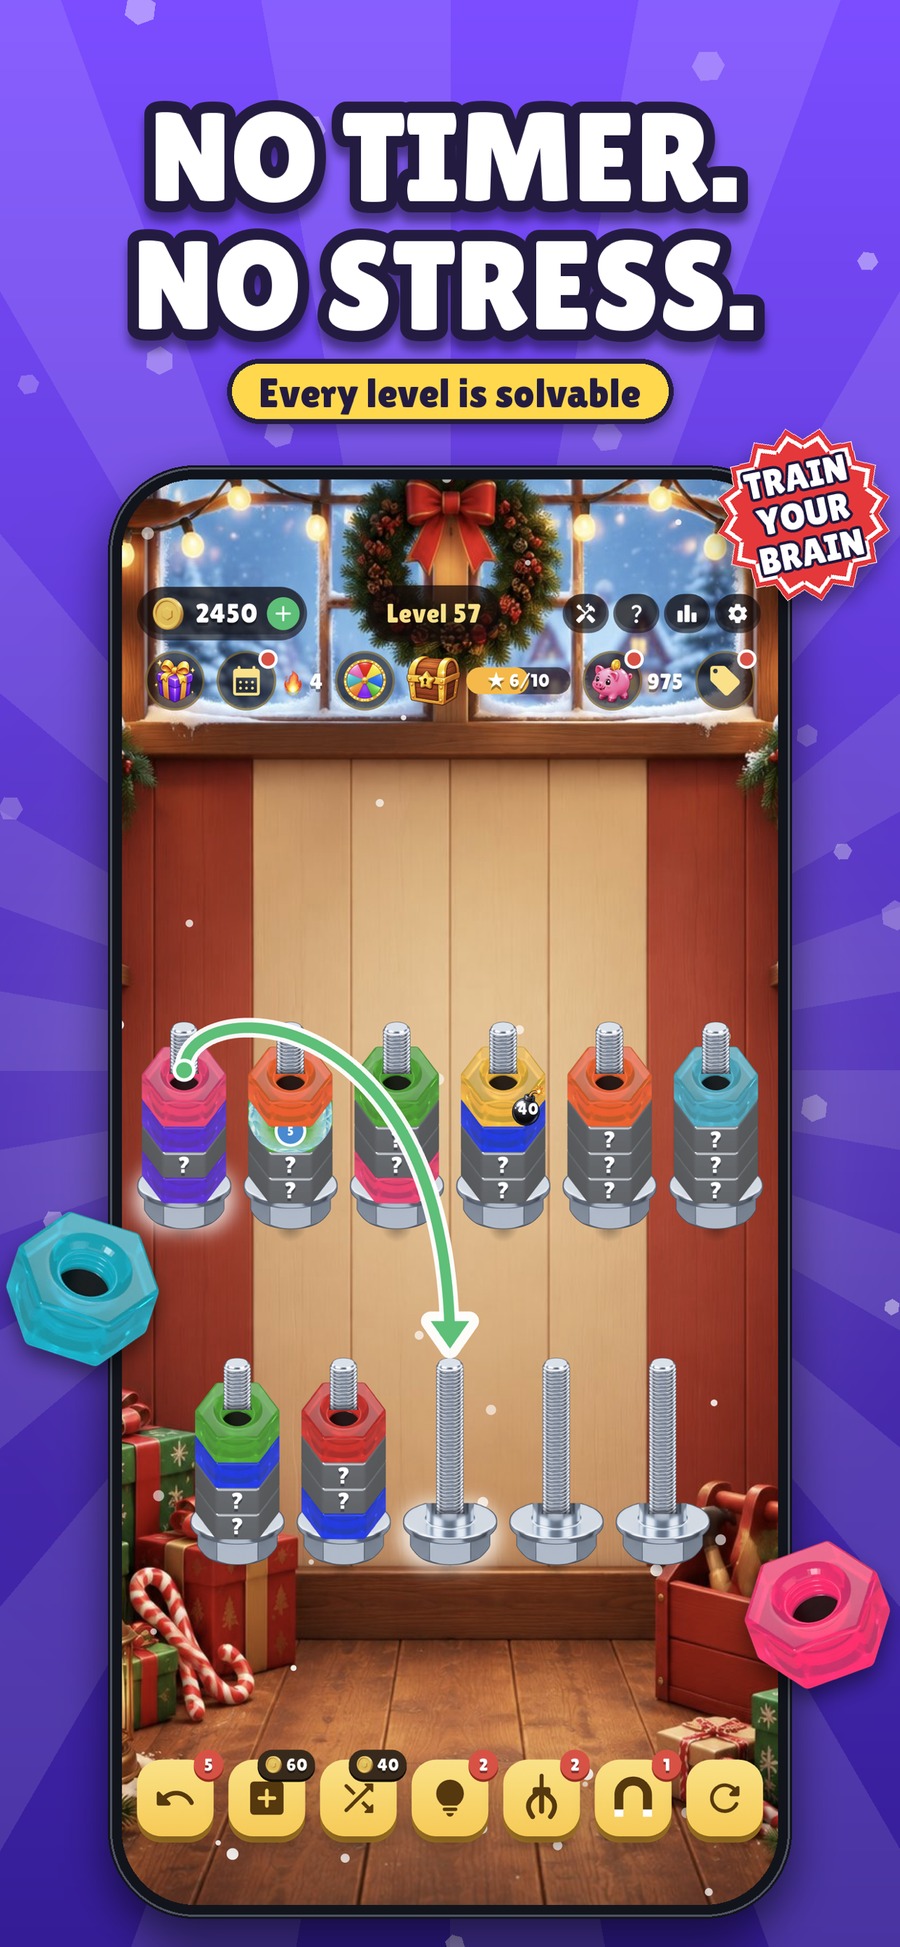 NO TIMER.
NO STRESS.
Every level is solvable
TRAIN
YOUR
BRAIN
2450 +
Level 57
?
4
6/10
975
40
5
? ? ? ? ?
? ? ? ? ? ?
? ? ? ?
?
? ?
?
5 60 40 2 2 1